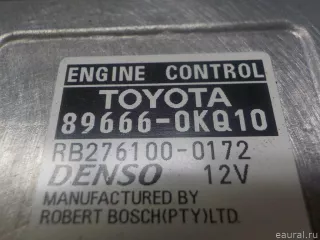 ENGINE CONTROL
TOYOTA
89666-0KQ10
RB276100-0172
DENSO 12V
MANUFACTURED BY
ROBERT BOSCH(PTY)LTD.
eaural.ru